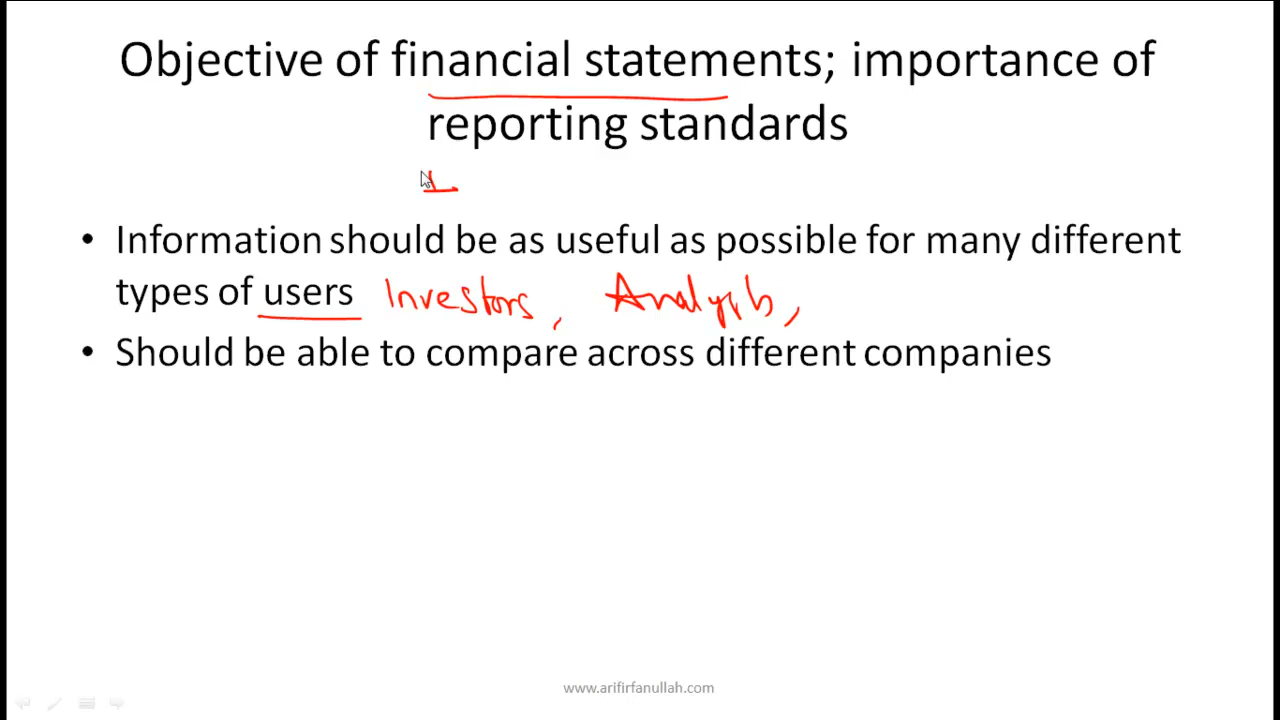 Objective of financial statements; importance of
reporting standards
• Information should be as useful as possible for many different
types of users Investors, Analysts,
• Should be able to compare across different companies
www.arifirfanullah.com